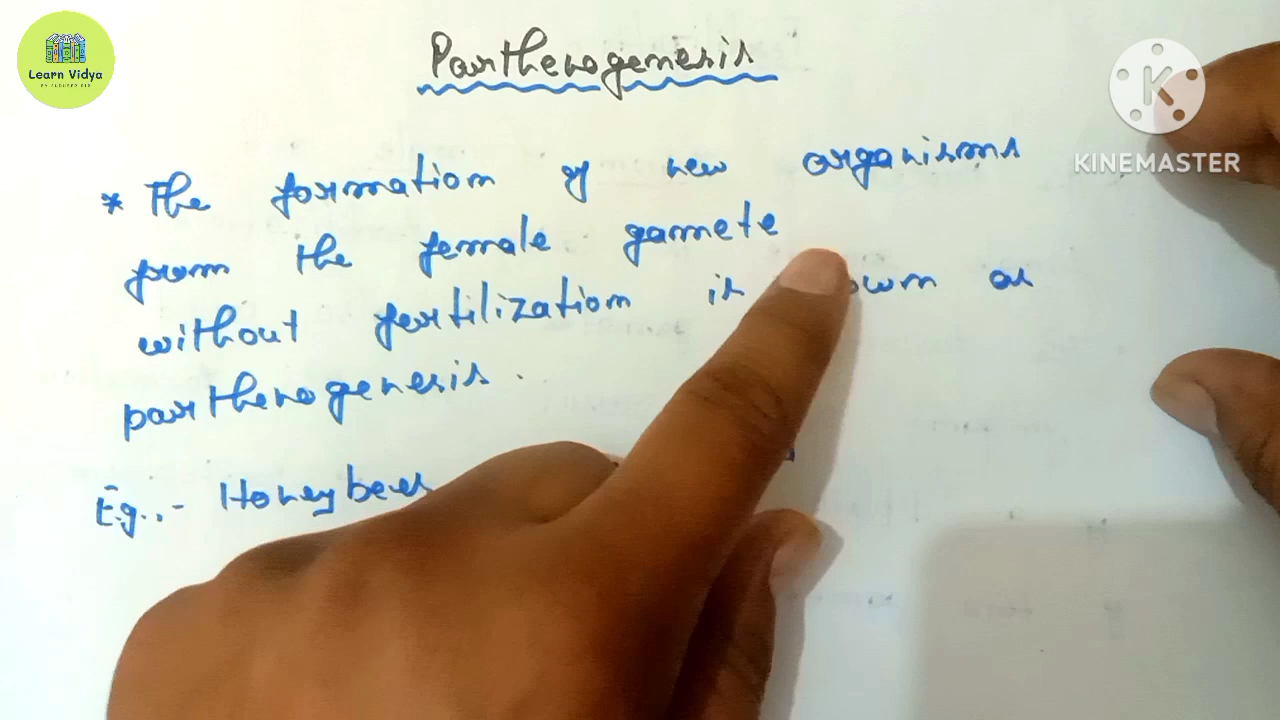 Learn Vidya
Parthenogenesis
KINEMASTER
* The formation of new organisms
from the female gamete
without fertilization is as
parthenogenesis.
Eg.,- Honeybees